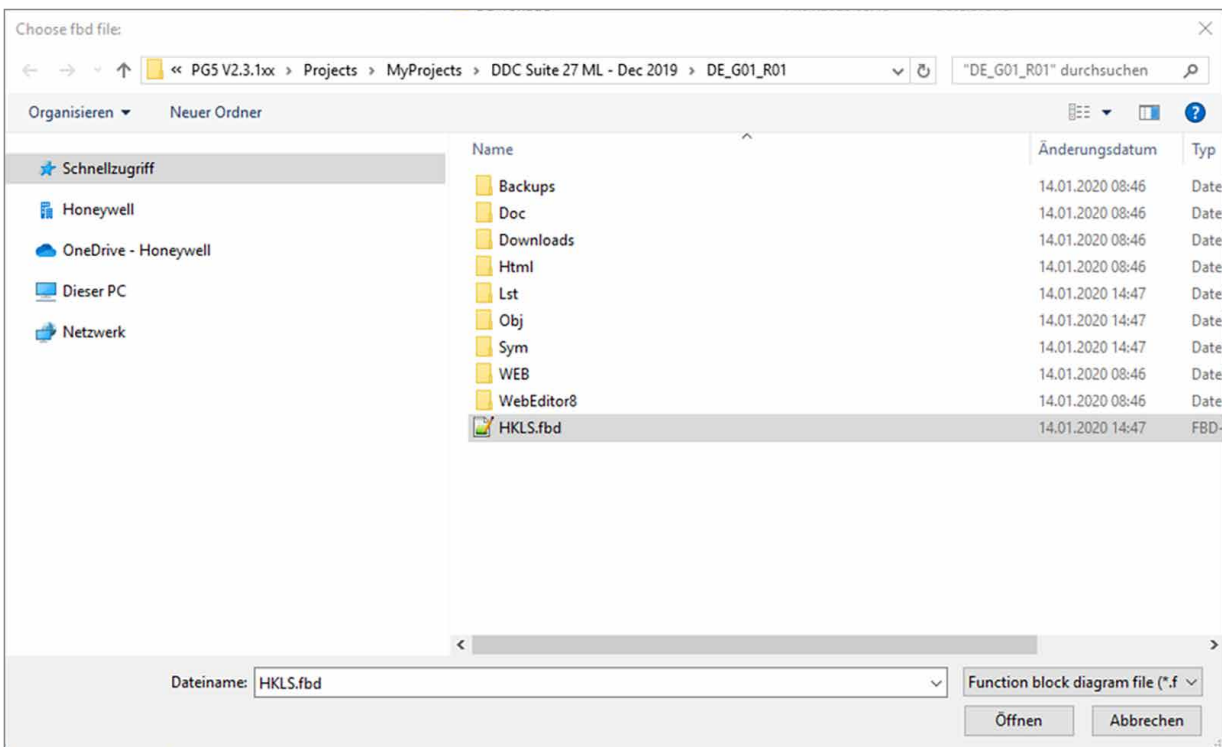 Choose fbd file:
« PG5 V2.3.1xx › Projects › MyProjects › DDC Suite 27 ML - Dec 2019 › DE_G01_R01
"DE_G01_R01" durchsuchen
Organisieren Neuer Ordner
Schnellzugriff
Honeywell
OneDrive - Honeywell
Dieser PC
Netzwerk
Name Änderungsdatum Typ
Backups 14.01.2020 08:46 Date
Doc 14.01.2020 08:46 Date
Downloads 14.01.2020 08:46 Date
Html 14.01.2020 08:46 Date
Lst 14.01.2020 14:47 Date
Obj 14.01.2020 14:47 Date
Sym 14.01.2020 14:47 Date
WEB 14.01.2020 08:46 Date
WebEditor8 14.01.2020 08:46 Date
HKLS.fbd 14.01.2020 14:47 FBD-
Dateiname: HKLS.fbd
Function block diagram file (*.f
Öffnen Abbrechen